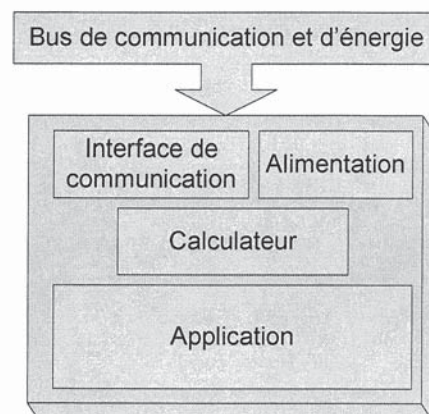 Bus de communication et d'énergie
Interface de
communication
Alimentation
Calculateur
Application